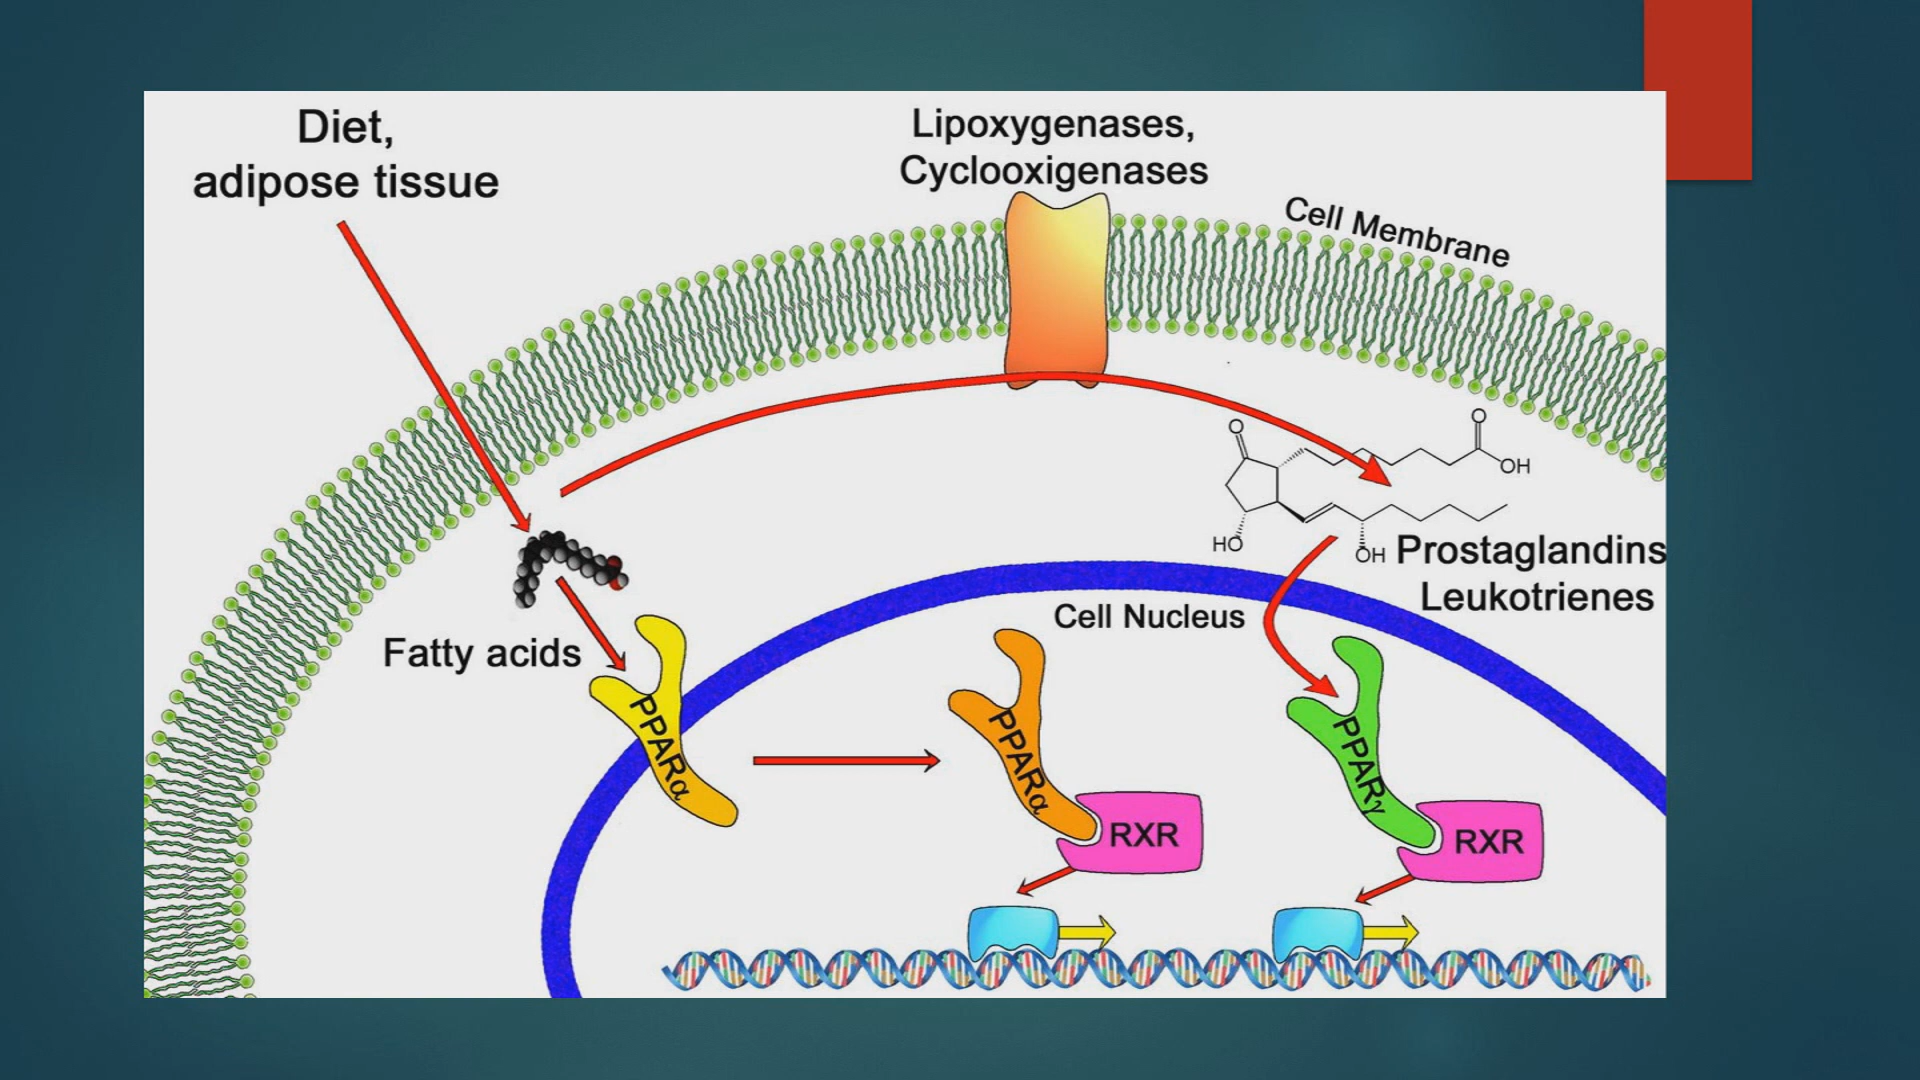 Diet,
adipose tissue
Lipoxygenases,
Cyclooxigenases
Cell Membrane
O
O
OH
HO
OH
Prostaglandins
Leukotrienes
Cell Nucleus
Fatty acids
PPARα
PPARα
PPARγ
RXR
RXR